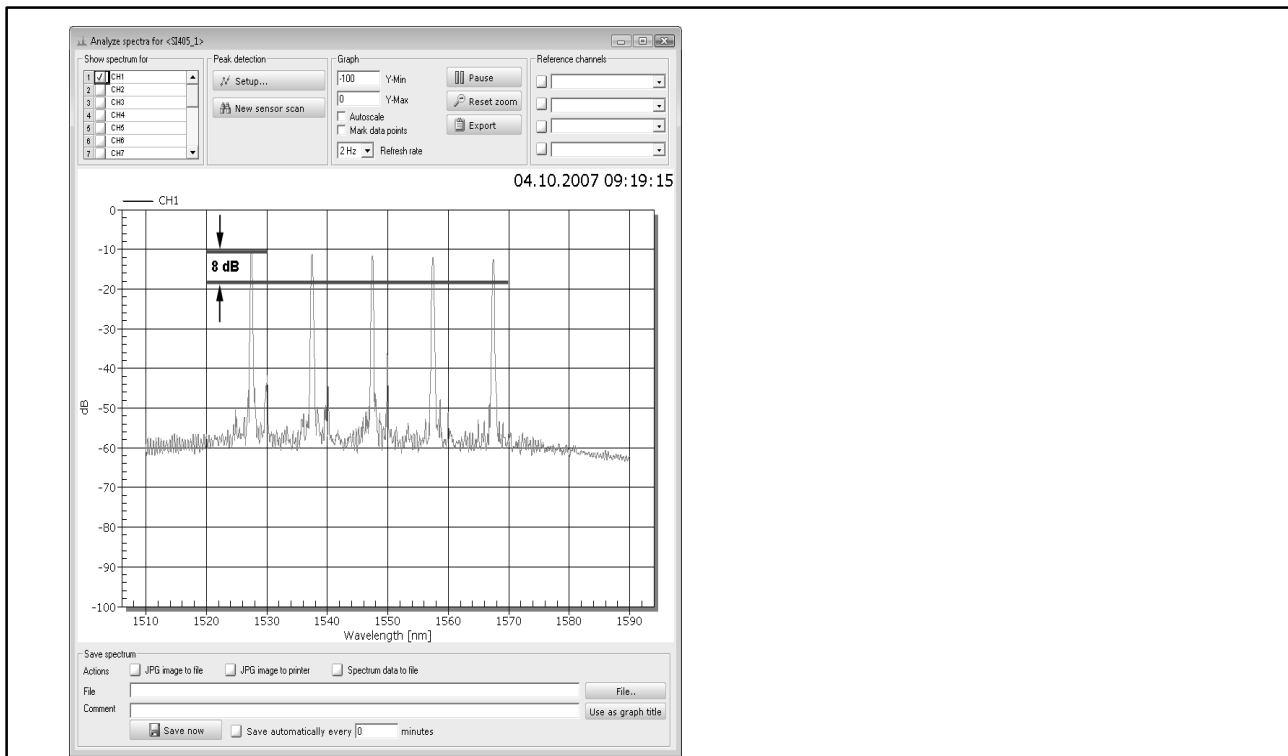 Analyze spectra for <SI405_1>
Show spectrum for
1 CH1
2 CH2
3 CH3
4 CH4
5 CH5
6 CH6
7 CH7
Peak detection
Setup...
New sensor scan
Graph
-100 Y-Min
0 Y-Max
Autoscale
Mark data points
2 Hz Refresh rate
Pause
Reset zoom
Export
Reference channels
04.10.2007 09:19:15
CH1
0
-10
-20
-30
-40
-50
-60
-70
-80
-90
-100
dB
8 dB
1510 1520 1530 1540 1550 1560 1570 1580 1590
Wavelength [nm]
Save spectrum
Actions JPG image to file JPG image to printer Spectrum data to file
File File..
Comment Use as graph title
Save now Save automatically every 0 minutes